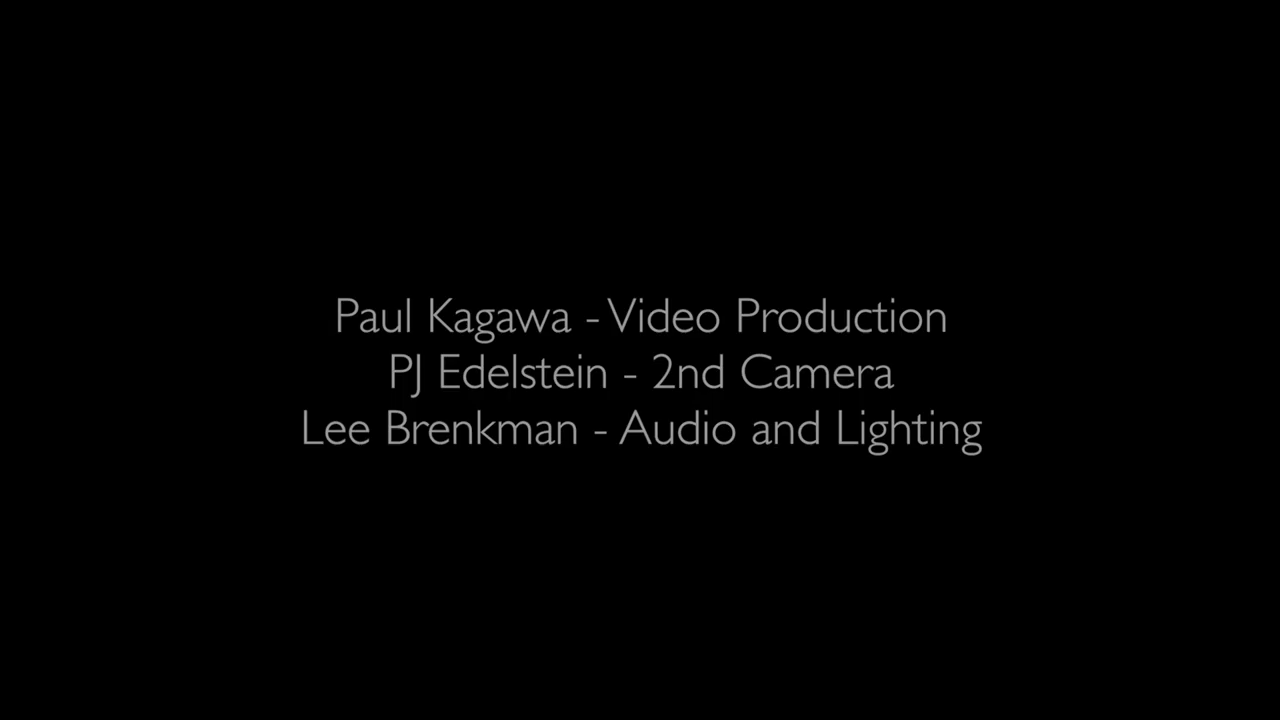 Paul Kagawa - Video Production
PJ Edelstein - 2nd Camera
Lee Brenkman - Audio and Lighting